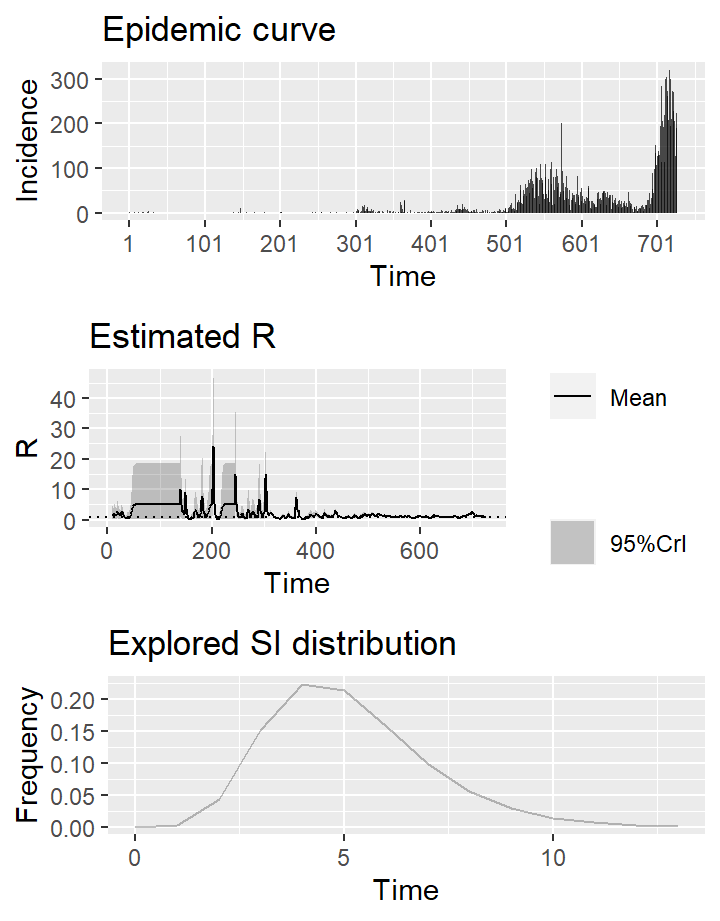 Epidemic curve
Incidence
300
200
100
0
1 101 201 301 401 501 601 701
Time
Estimated R
R
40
30
20
10
0
0 200 400 600
Time
Mean
95%CrI
Explored SI distribution
Frequency
0.20
0.15
0.10
0.05
0.00
0 5 10
Time